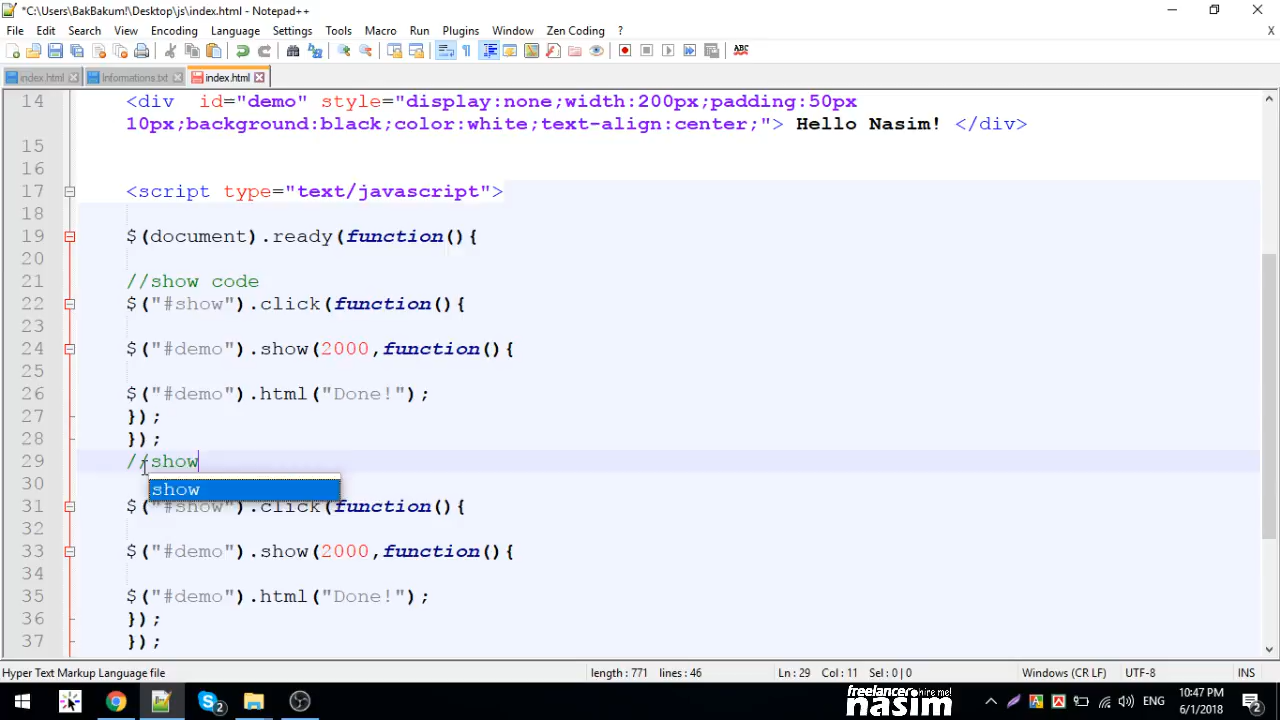 *C:\Users\BakBakum!\Desktop\js\index.html - Notepad++
File Edit Search View Encoding Language Settings Tools Macro Run Plugins Window Zen Coding ? X
index.html informations.txt index.html
14 <div  id="demo" style="display:none;width:200px;padding:50px
10px;background:black;color:white;text-align:center;"> Hello Nasim! </div>
15
16
17 <script type="text/javascript">
18
19 $(document).ready(function(){
20
21 //show code
22 $("#show").click(function(){
23
24 $("#demo").show(2000,function(){
25
26 $("#demo").html("Done!");
27 });
28 });
29 //show
show
30
31 $("#show").click(function(){
32
33 $("#demo").show(2000,function(){
34
35 $("#demo").html("Done!");
36 });
37 });
Hyper Text Markup Language file length : 771 lines : 46 Ln : 29 Col : 11 Sel : 0 | 0 Windows (CR LF) UTF-8 INS
freelancer nasim hire me!
ENG 10:47 PM
6/1/2018